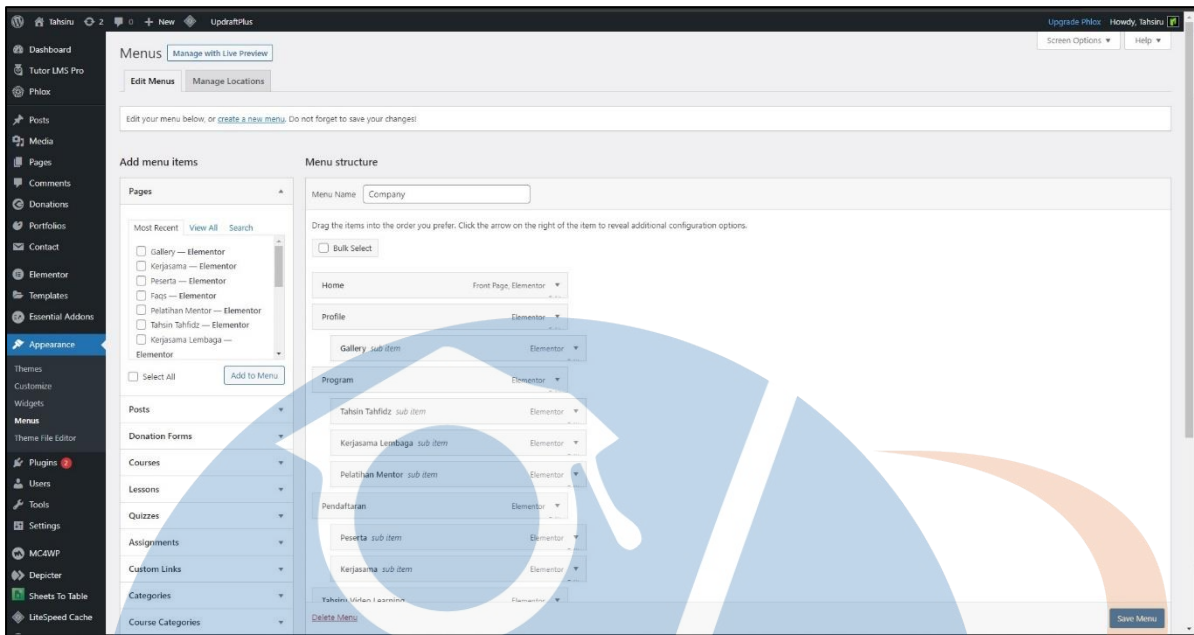 Tahsiru 2 0 + New UpdraftPlus Upgrade Phlox Howdy, Tahsiru
Screen Options Help
Dashboard
Tutor LMS Pro
Phlox
Posts
Media
Pages
Comments
Donations
Portfolios
Contact
Elementor
Templates
Essential Addons
Appearance
Themes
Customize
Widgets
Menus
Theme File Editor
Plugins 2
Users
Tools
Settings
MC4WP
Depicter
Sheets To Table
LiteSpeed Cache
Menus Manage with Live Preview
Edit Menus Manage Locations
Edit your menu below, or create a new menu. Do not forget to save your changes!
Add menu items
Pages
Most Recent View All Search
Gallery — Elementor
Kerjasama — Elementor
Peserta — Elementor
Faqs — Elementor
Pelatihan Mentor — Elementor
Tahsin Tahfidz — Elementor
Kerjasama Lembaga —
Elementor
Select All Add to Menu
Posts
Donation Forms
Courses
Lessons
Quizzes
Assignments
Custom Links
Categories
Course Categories
Menu structure
Menu Name Company
Drag the items into the order you prefer. Click the arrow on the right of the item to reveal additional configuration options.
Bulk Select
Home Front Page, Elementor
Profile Elementor
Gallery sub item Elementor
Program Elementor
Tahsin Tahfidz sub item Elementor
Kerjasama Lembaga sub item Elementor
Pelatihan Mentor sub item Elementor
Pendaftaran Elementor
Peserta sub item Elementor
Kerjasama sub item Elementor
Tahsiru Video Learning Elementor
Delete Menu Save Menu